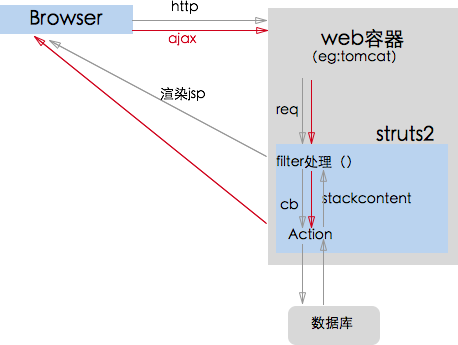 Browser
http
ajax
web容器
(eg:tomcat)
渲染jsp
req
struts2
filter处理（）
cb
stackcontent
Action
数据库